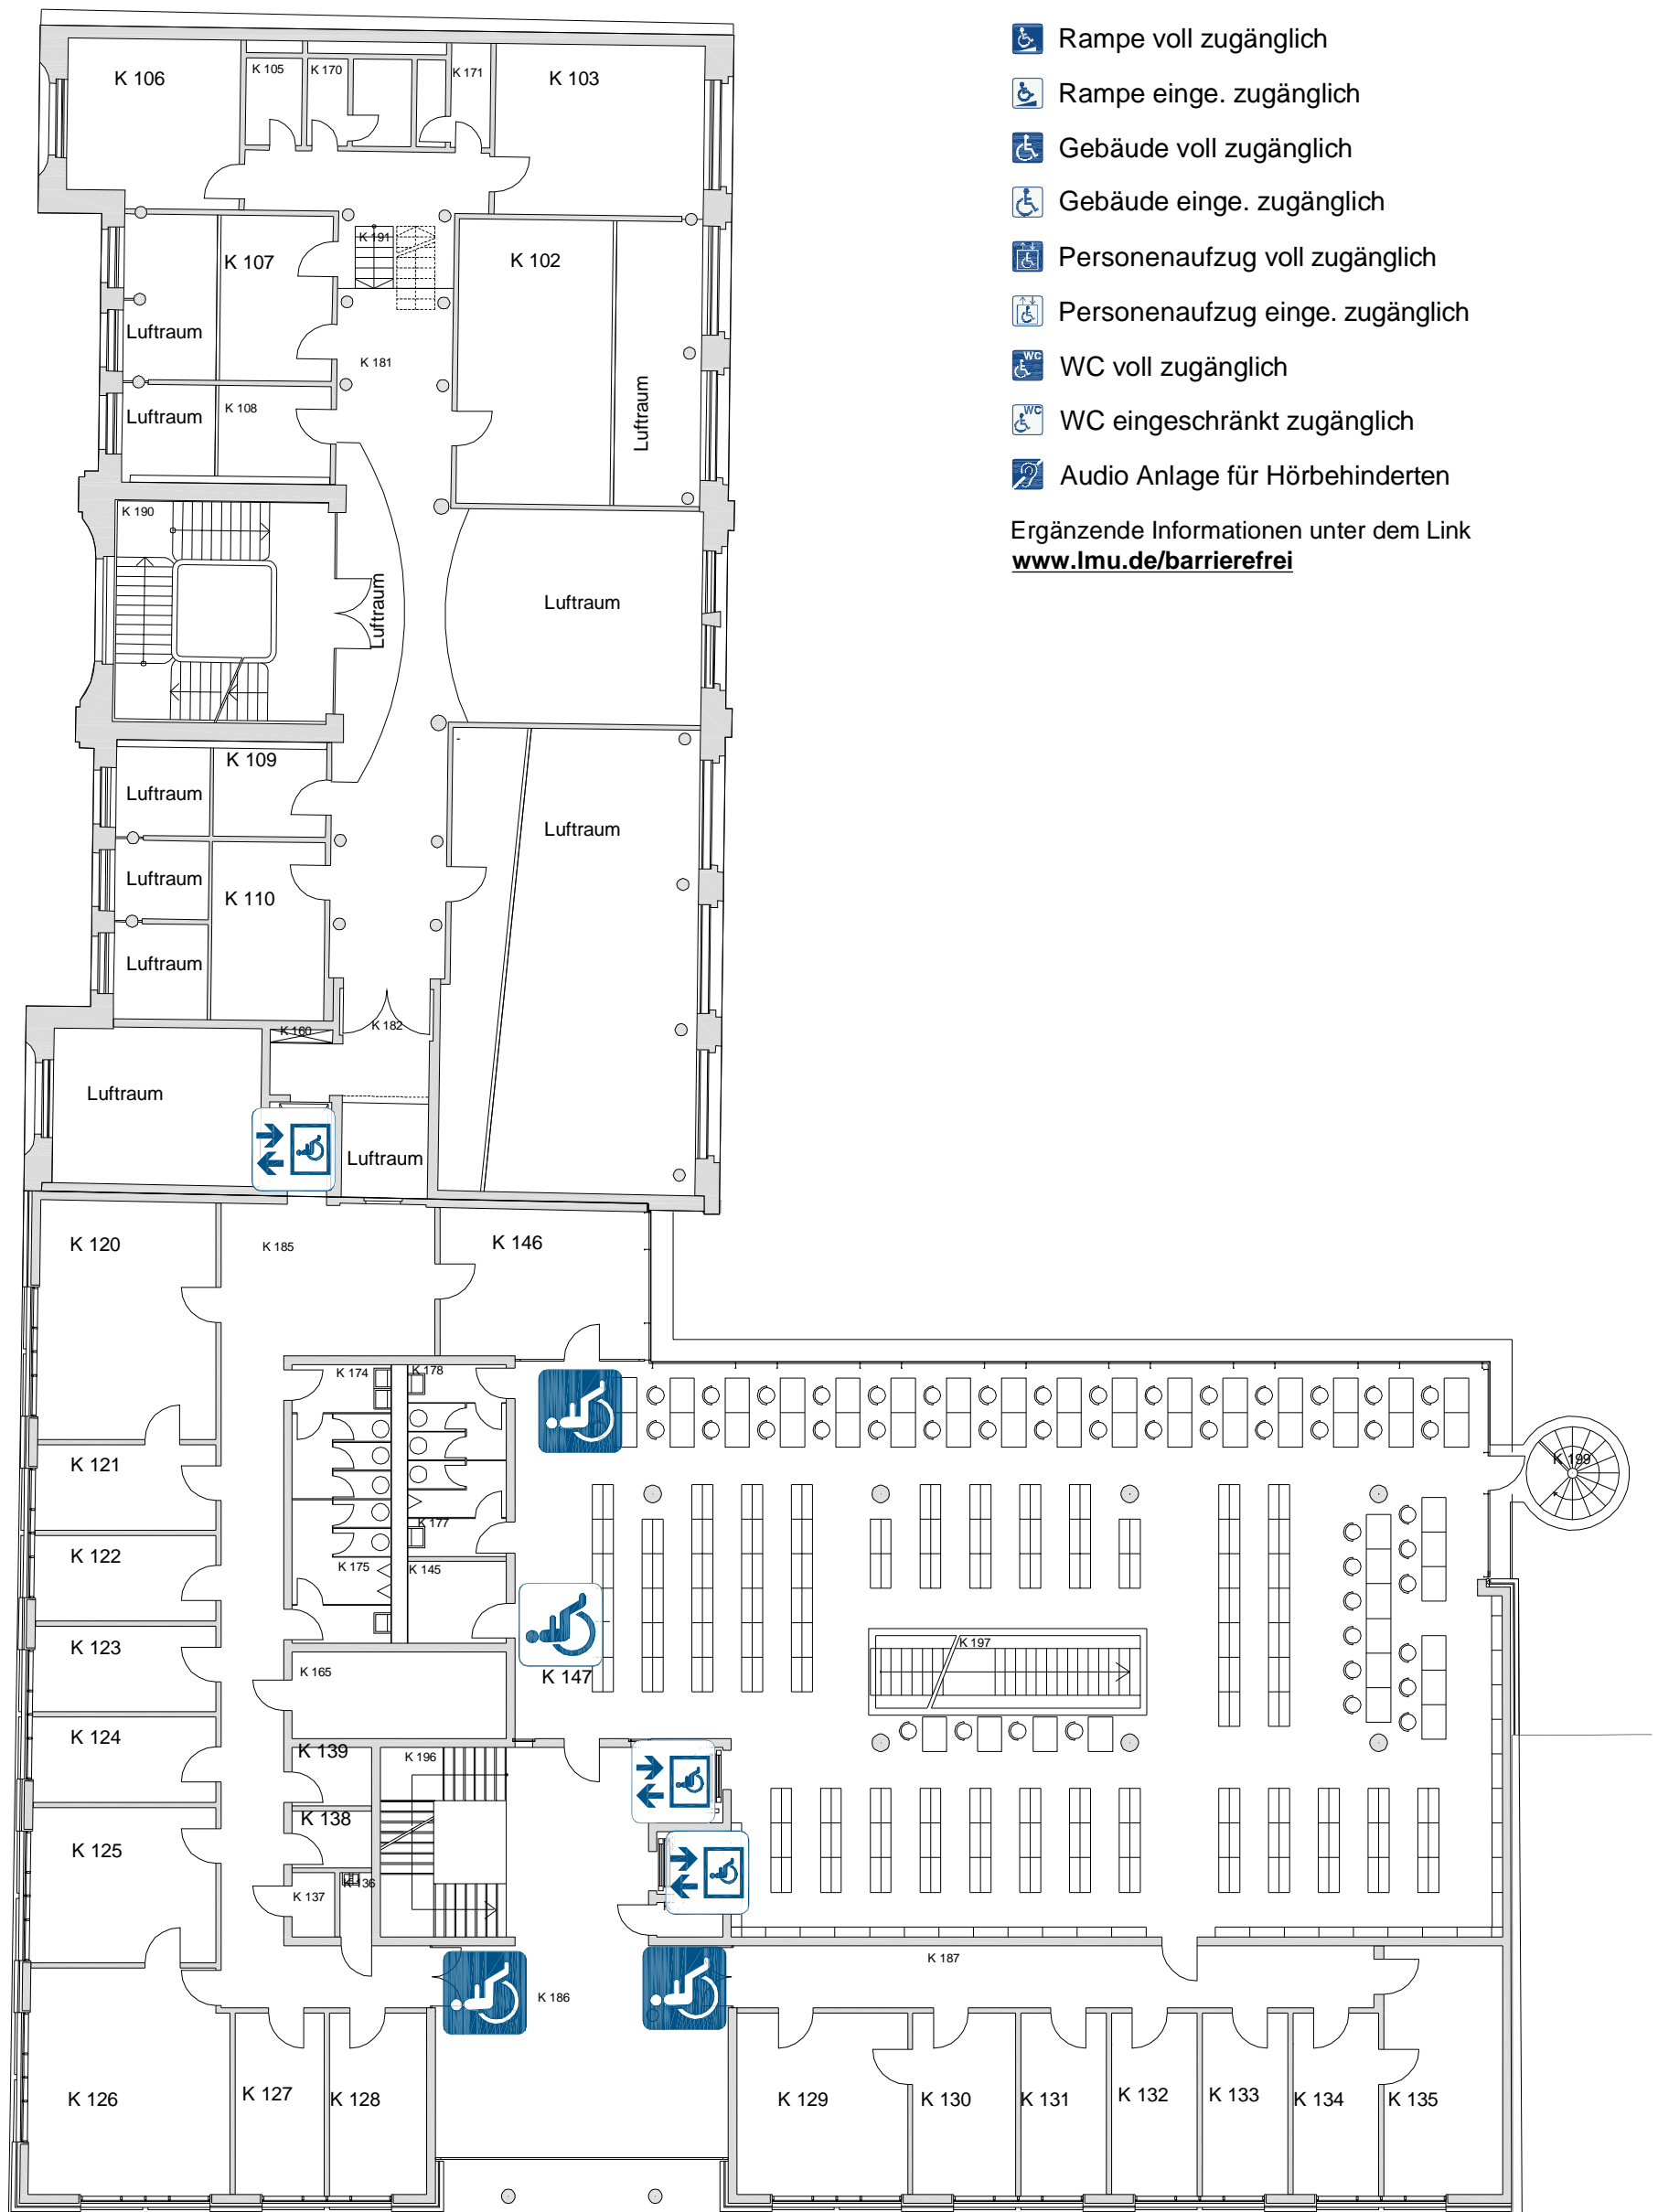 Rampe voll zugänglich
Rampe einge. zugänglich
Gebäude voll zugänglich
Gebäude einge. zugänglich
Personenaufzug voll zugänglich
Personenaufzug einge. zugänglich
WC
WC voll zugänglich
WC
WC eingeschränkt zugänglich
Audio Anlage für Hörbehinderten
Ergänzende Informationen unter dem Link
www.lmu.de/barrierefrei
K 106
K 105
K 170
K 171
K 103
K 191
K 107
K 102
Luftraum
K 181
Luftraum
K 108
Luftraum
K 190
Luftraum
Luftraum
K 109
Luftraum
Luftraum
Luftraum
K 110
Luftraum
K 160
K 182
Luftraum
Luftraum
K 120
K 185
K 146
K 174
K 178
K 121
K 199
K 177
K 122
K 175
K 145
K 123
K 165
K 147
K 197
K 124
K 139
K 196
K 138
K 125
K 137
K 136
K 187
K 186
K 126
K 127
K 128
K 129
K 130
K 131
K 132
K 133
K 134
K 135